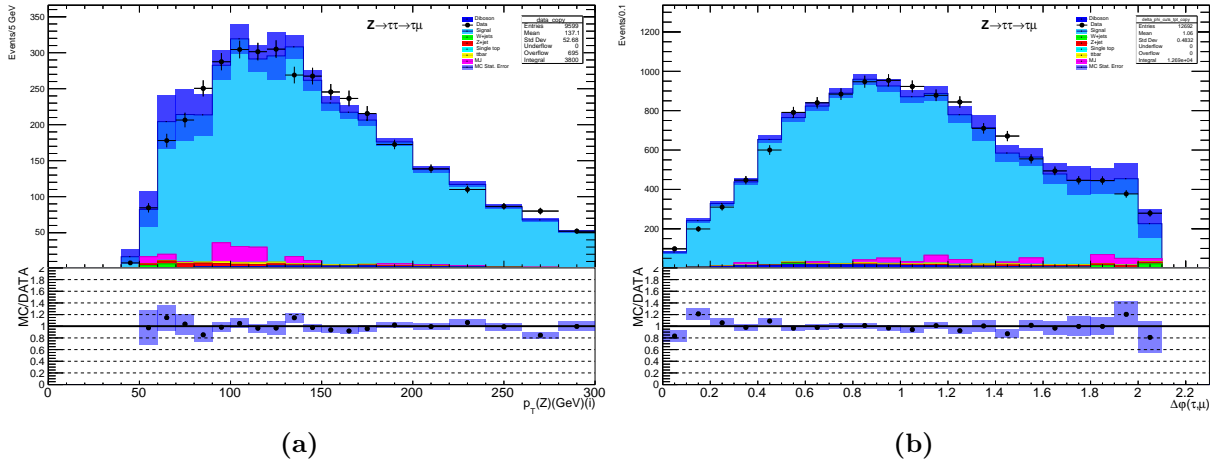 Events/5 GeV
Z→ττ→τμ
Diboson
Data
Signal
W+jets
Z+jet
Single top
ttbar
MJ
MC Stat. Error
data_copy
Entries 9599
Mean 137.1
Std Dev 52.68
Underflow 0
Overflow 695
Integral 3800
350
300
250
200
150
100
50
MC/DATA
2
1.8
1.6
1.4
1.2
1
0.8
0.6
0.4
0.2
0
0 50 100 150 200 250 300
p_T(Z)(GeV)(i)
(a)
Events/0.1
Z→ττ→τμ
Diboson
Data
Signal
W+jets
Z+jet
Single top
ttbar
MJ
MC Stat. Error
Entries 12692
Mean 1.06
Std Dev 0.4832
Underflow 0
Overflow 0
Integral 1.269e+04
1200
1000
800
600
400
200
MC/DATA
2
1.8
1.6
1.4
1.2
1
0.8
0.6
0.4
0.2
0
0 0.2 0.4 0.6 0.8 1 1.2 1.4 1.6 1.8 2 2.2
Δφ(τ,μ)
(b)